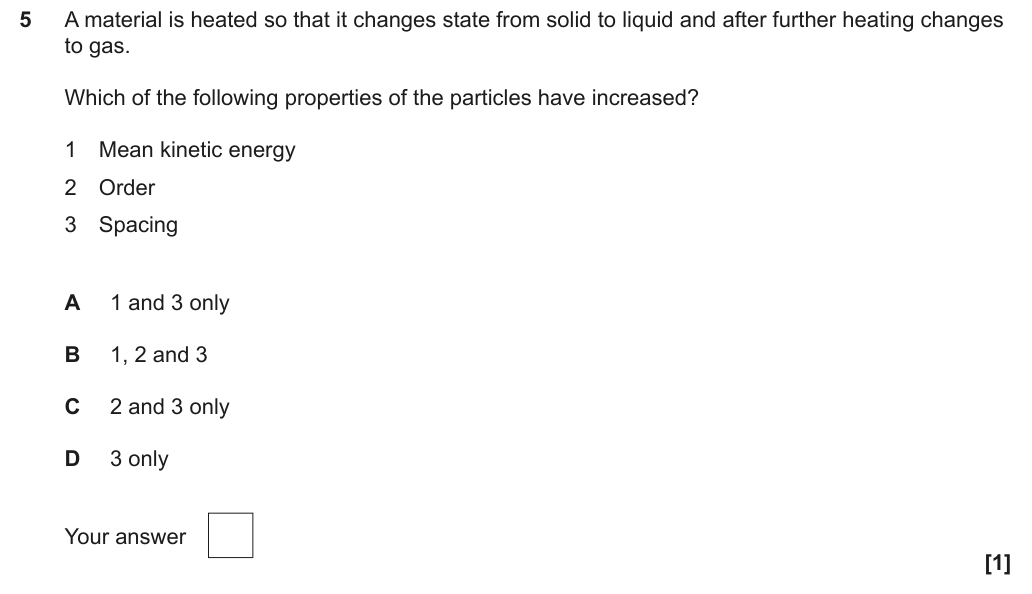 5 A material is heated so that it changes state from solid to liquid and after further heating changes
to gas.
Which of the following properties of the particles have increased?
1 Mean kinetic energy
2 Order
3 Spacing
A 1 and 3 only
B 1, 2 and 3
C 2 and 3 only
D 3 only
Your answer
[1]